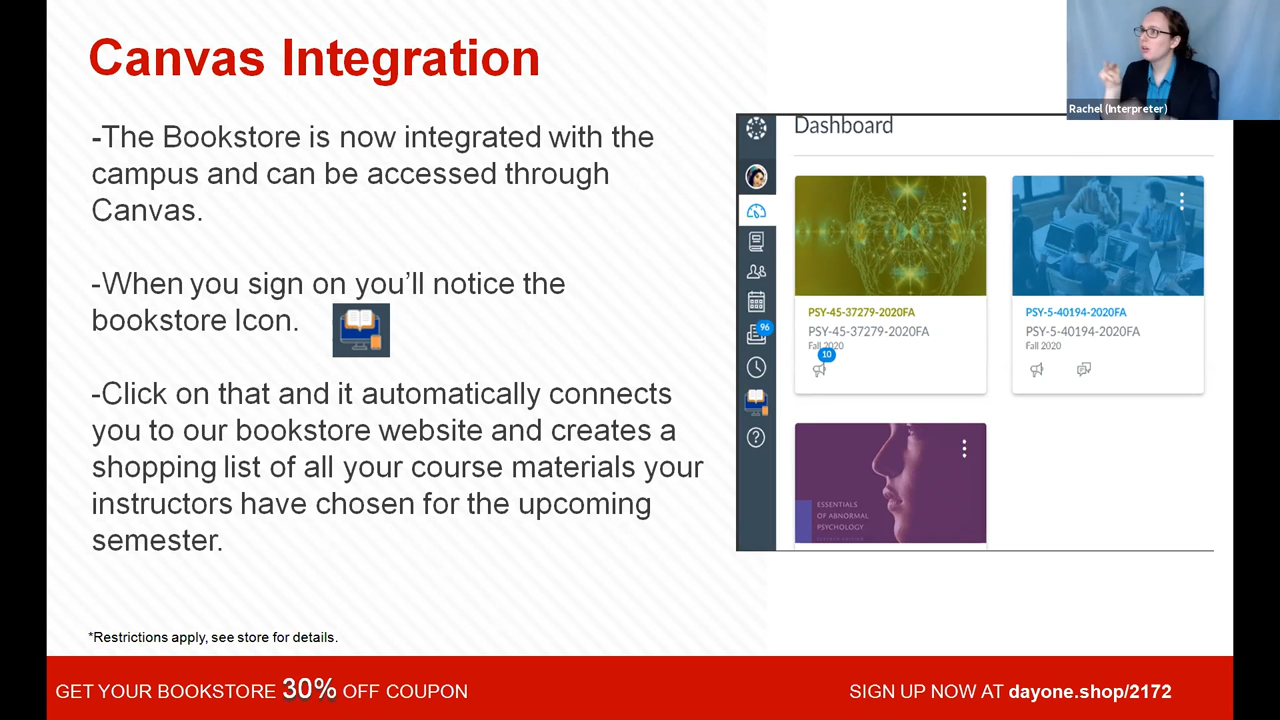 Canvas Integration
Rachel (Interpreter)
-The Bookstore is now integrated with the
campus and can be accessed through
Canvas.
-When you sign on you’ll notice the
bookstore Icon.
-Click on that and it automatically connects
you to our bookstore website and creates a
shopping list of all your course materials your
instructors have chosen for the upcoming
semester.
*Restrictions apply, see store for details.
Dashboard
PSY-45-37279-2020FA
PSY-45-37279-2020FA
Fall 2020
10
PSY-5-40194-2020FA
PSY-5-40194-2020FA
Fall 2020
96
ESSENTIALS
OF ABNORMAL
PSYCHOLOGY
GET YOUR BOOKSTORE 30% OFF COUPON
SIGN UP NOW AT dayone.shop/2172